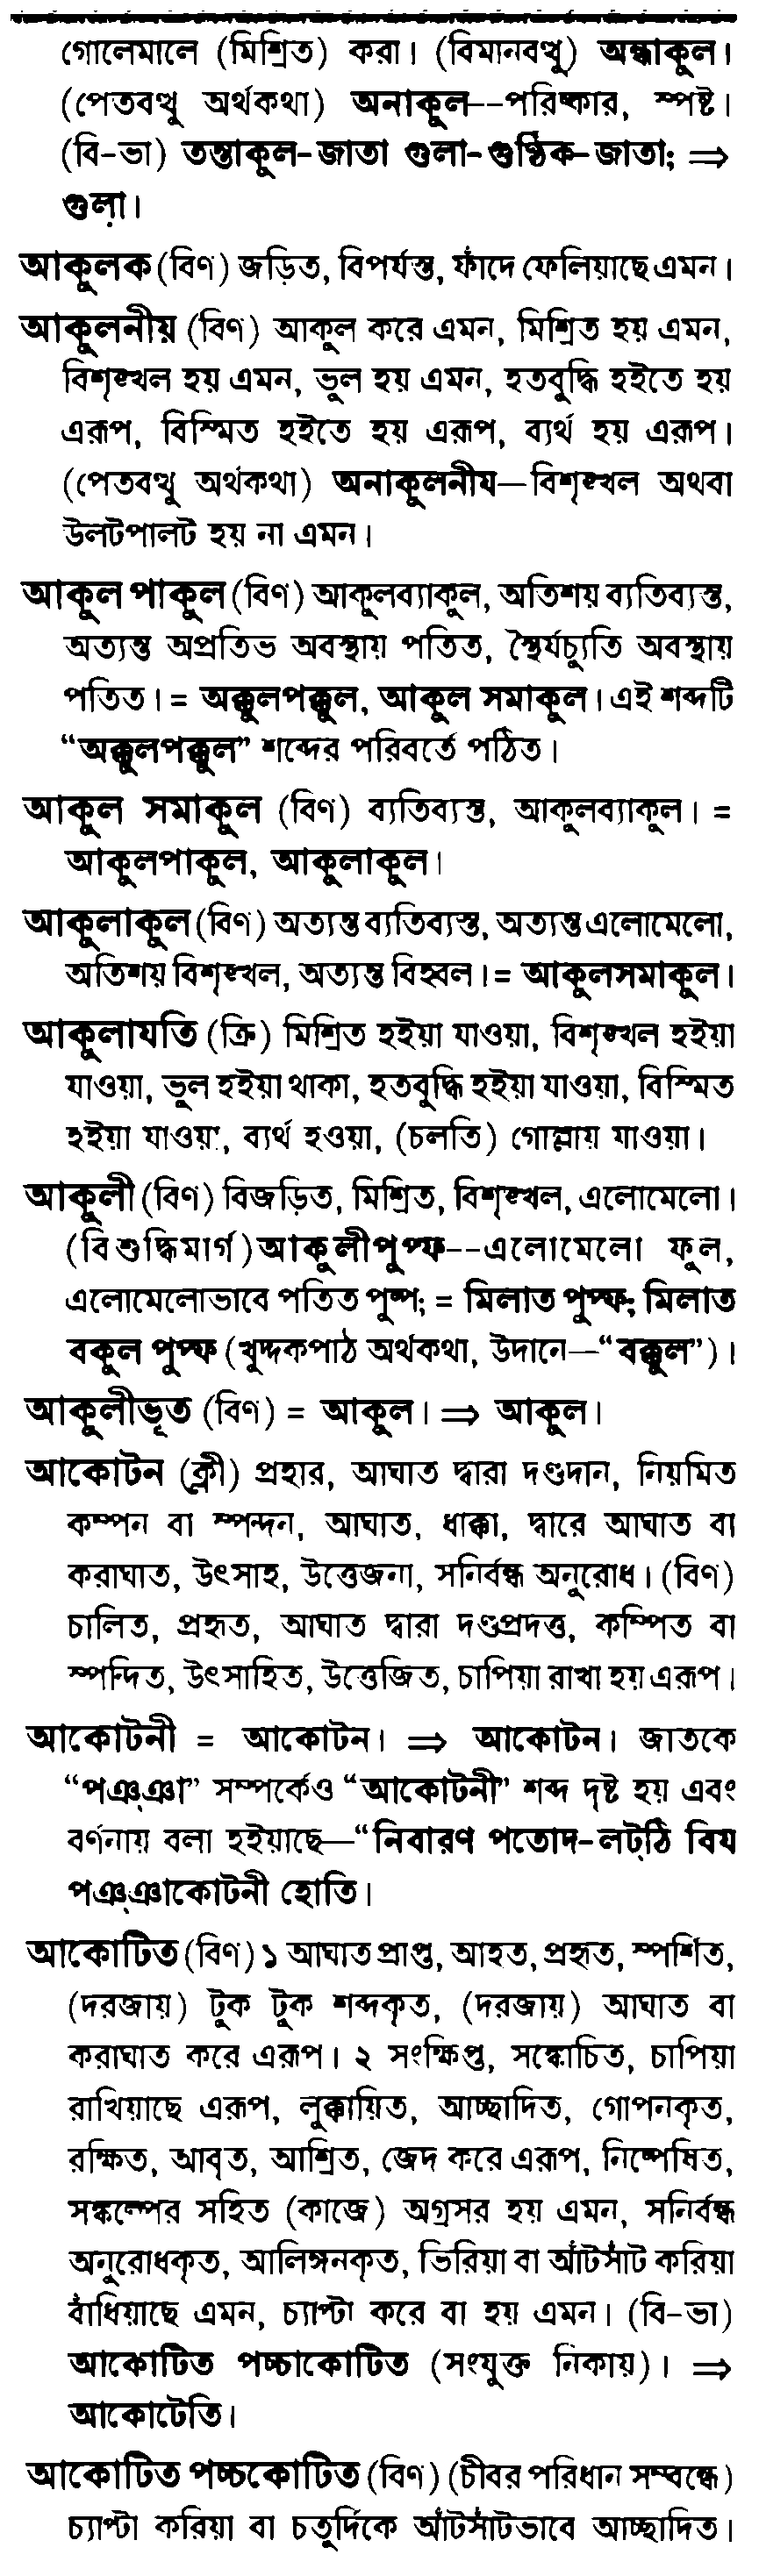 গোলেমালে (মিশ্রিত) করা। (বিমানবত্থু) অন্ধাকুল।
(পেতবত্থু অর্থকথা) অনাকুল--পরিষ্কার, স্পষ্ট।
(বি-ভা) তন্তাকুল-জাতা গুলা-গুণ্ঠিক-জাতা; ⇒
গুলা।
আকুলক (বিণ) জড়িত, বিপর্যস্ত, ফাঁদে ফেলিয়াছে এমন।
আকুলনীয় (বিণ) আকুল করে এমন, মিশ্রিত হয় এমন,
বিশৃঙ্খল হয় এমন, ভুল হয় এমন, হতবুদ্ধি হইতে হয়
এরূপ, বিস্মিত হইতে হয় এরূপ, ব্যর্থ হয় এরূপ।
(পেতবত্থু অর্থকথা) অনাকুলনীয—বিশৃঙ্খল অথবা
উলটপালট হয় না এমন।
আকুল পাকুল (বিণ) আকুলব্যাকুল, অতিশয় ব্যতিব্যস্ত,
অত্যন্ত অপ্রতিভ অবস্থায় পতিত, স্থৈর্যচ্যুতি অবস্থায়
পতিত। = অক্কুলপক্কুল, আকুল সমাকুল। এই শব্দটি
“অক্কুলপক্কুল” শব্দের পরিবর্তে পঠিত।
আকুল সমাকুল (বিণ) ব্যতিব্যস্ত, আকুলব্যাকুল। =
আকুলপাকুল, আকুলাকুল।
আকুলাকুল (বিণ) অত্যন্ত ব্যতিব্যস্ত, অত্যন্ত এলোমেলো,
অতিশয় বিশৃঙ্খল, অত্যন্ত বিহ্বল। = আকুলসমাকুল।
আকুলাযতি (ক্রি) মিশ্রিত হইয়া যাওয়া, বিশৃঙ্খল হইয়া
যাওয়া, ভুল হইয়া থাকা, হতবুদ্ধি হইয়া যাওয়া, বিস্মিত
হইয়া যাওয়া, ব্যর্থ হওয়া, (চলতি) গোল্লায় যাওয়া।
আকুলী (বিণ) বিজড়িত, মিশ্রিত, বিশৃঙ্খল, এলোমেলো।
(বিশুদ্ধিমার্গ) আকুলীপুপ্ফ--এলোমেলো ফুল,
এলোমেলোভাবে পতিত পুষ্প; = মিলাত পুপ্ফ; মিলাত
বকুল পুপ্ফ (খুদ্দকপাঠ অর্থকথা, উদানে—“বক্কুল”)।
আকুলীভূত (বিণ) = আকুল। ⇒ আকুল।
আকোটন (ক্লী) প্রহার, আঘাত দ্বারা দণ্ডদান, নিয়মিত
কম্পন বা স্পন্দন, আঘাত, ধাক্কা, দ্বারে আঘাত বা
করাঘাত, উৎসাহ, উত্তেজনা, সনির্বন্ধ অনুরোধ। (বিণ)
চালিত, প্রহৃত, আঘাত দ্বারা দণ্ডপ্রদত্ত, কম্পিত বা
স্পন্দিত, উৎসাহিত, উত্তেজিত, চাপিয়া রাখা হয় এরূপ।
আকোটনী = আকোটন। ⇒ আকোটন। জাতকে
“পঞ্ঞা” সম্পর্কেও “আকোটনী” শব্দ দৃষ্ট হয় এবং
বর্ণনায় বলা হইয়াছে—“নিবারণ পতোদ-লট্ঠি বিয
পঞ্ঞাকোটনী হোতি।
আকোটিত (বিণ) ১ আঘাত প্রাপ্ত, আহত, প্রহৃত, স্পর্শিত,
(দরজায়) টুক টুক শব্দকৃত, (দরজায়) আঘাত বা
করাঘাত করে এরূপ। ২ সংক্ষিপ্ত, সঙ্কোচিত, চাপিয়া
রাখিয়াছে এরূপ, লুক্কায়িত, আচ্ছাদিত, গোপনকৃত,
রক্ষিত, আবৃত, আশ্রিত, জেদ করে এরূপ, নিষ্পেষিত,
সঙ্কল্পের সহিত (কাজে) অগ্রসর হয় এমন, সনির্বন্ধ
অনুরোধকৃত, আলিঙ্গনকৃত, ভিরিয়া বা আঁটসাঁট করিয়া
বাঁধিয়াছে এমন, চ্যাপ্টা করে বা হয় এমন। (বি-ভা)
আকোটিত পচ্চাকোটিত (সংযুক্ত নিকায়)। ⇒
আকোটেতি।
আকোটিত পচ্চকোটিত (বিণ) (চীবর পরিধান সম্বন্ধে)
চ্যাপ্টা করিয়া বা চতুর্দিকে আঁটসাঁটভাবে আচ্ছাদিত।